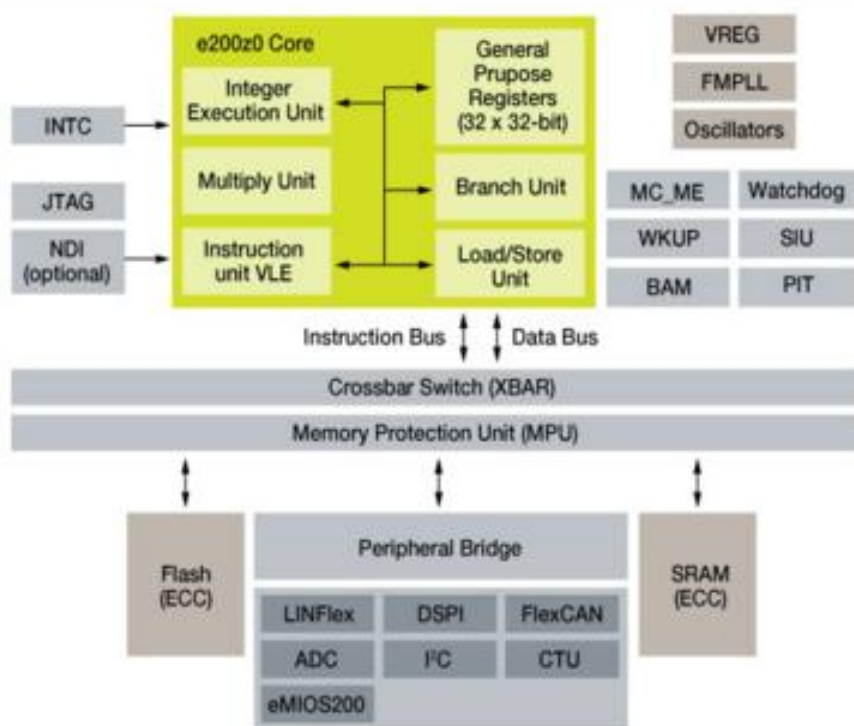 e200z0 Core
Integer
Execution Unit
General
Prupose
Registers
(32 x 32-bit)
VREG
FMPLL
Oscillators
INTC
Multiply Unit
Branch Unit
JTAG
NDI
(optional)
Instruction
unit VLE
Load/Store
Unit
MC_ME
Watchdog
WKUP
SIU
BAM
PIT
Instruction Bus
Data Bus
Crossbar Switch (XBAR)
Memory Protection Unit (MPU)
Flash
(ECC)
Peripheral Bridge
SRAM
(ECC)
LINFlex
DSPI
FlexCAN
ADC
I²C
CTU
eMIOS200